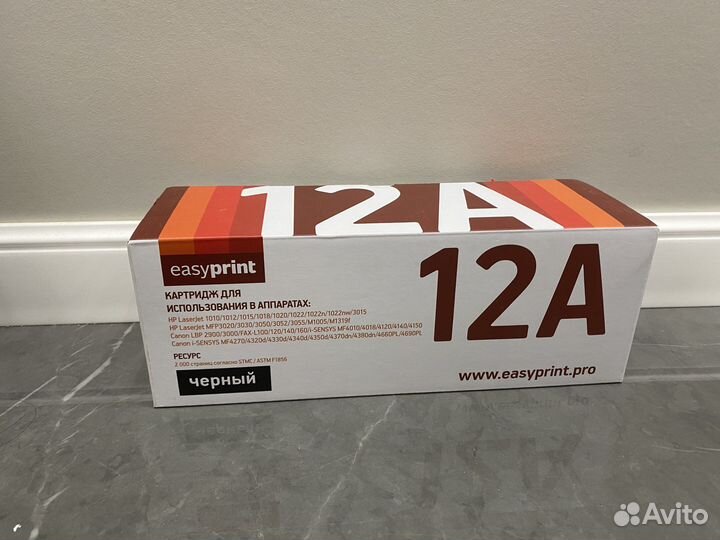 12A
easyprint
КАРТРИДЖ ДЛЯ
ИСПОЛЬЗОВАНИЯ В АППАРАТАХ:
HP LaserJet 1010/1012/1015/1018/1020/1022/1022n/1022nw/3015
HP LaserJet MFP3020/3030/3050/3052/3055/M1005/M1319f
Canon LBP 2900/3000/FAX-L100/120/140/160/i-SENSYS MF4010/4018/4120/4140/4150
Canon i-SENSYS MF4270/4320d/4330d/4340d/4350d/4370dn/4380dn/4660PL/4690PL
РЕСУРС
2 000 страниц согласно STMC / ASTM F1856
черный
12A
www.easyprint.pro
Avito